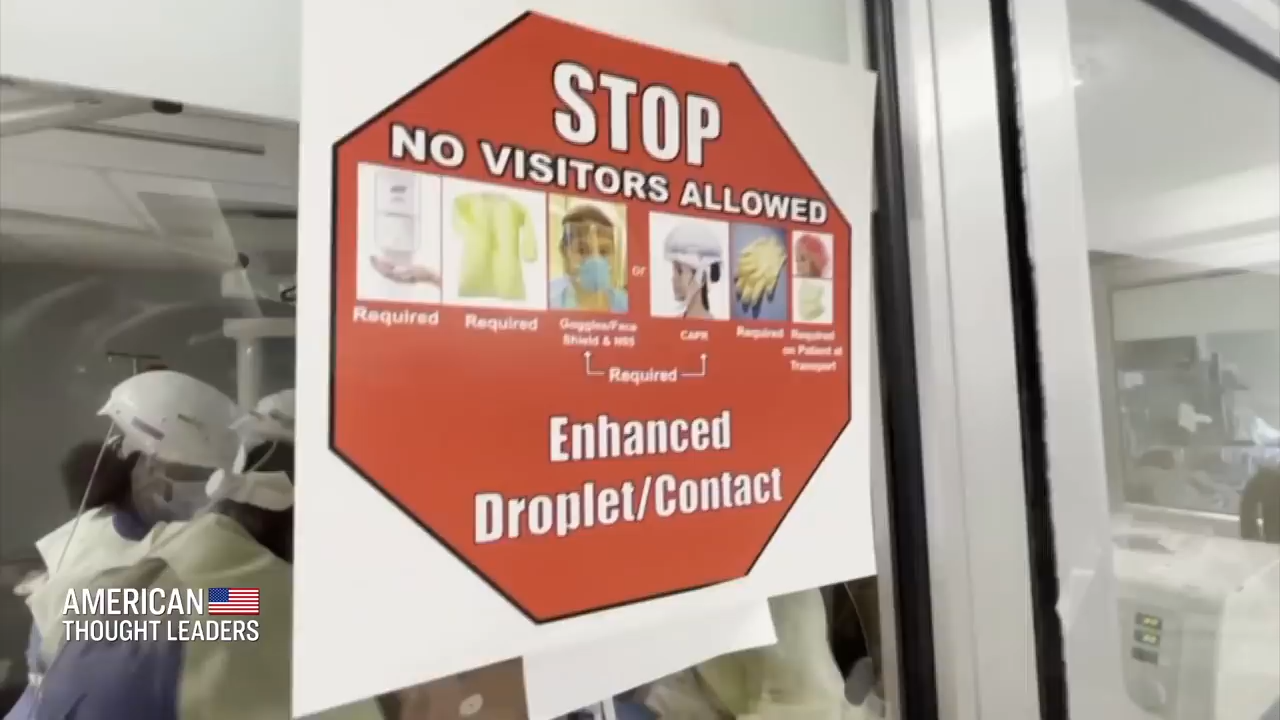 STOP
NO VISITORS ALLOWED
or
Required
Required
Goggles/Face
Shield & N95
CAPR
Required
Required
on Patient at
Transport
Required
Enhanced
Droplet/Contact
AMERICAN
THOUGHT LEADERS